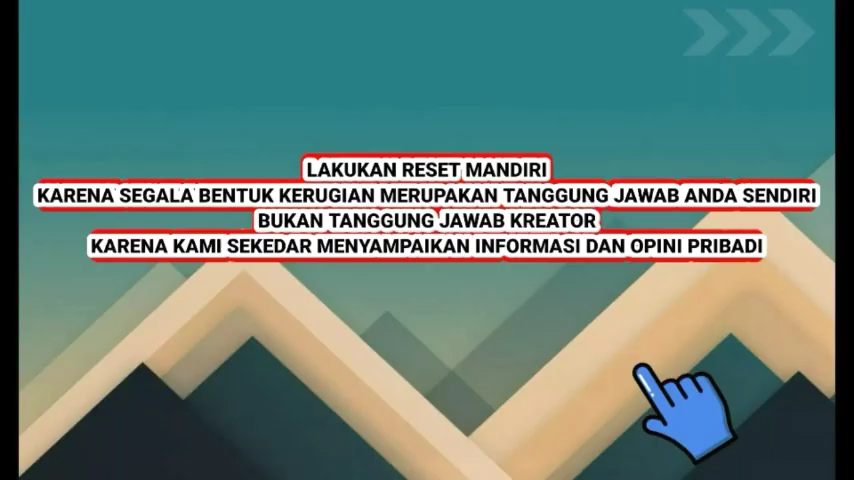 LAKUKAN RESET MANDIRI
KARENA SEGALA BENTUK KERUGIAN MERUPAKAN TANGGUNG JAWAB ANDA SENDIRI
BUKAN TANGGUNG JAWAB KREATOR
KARENA KAMI SEKEDAR MENYAMPAIKAN INFORMASI DAN OPINI PRIBADI